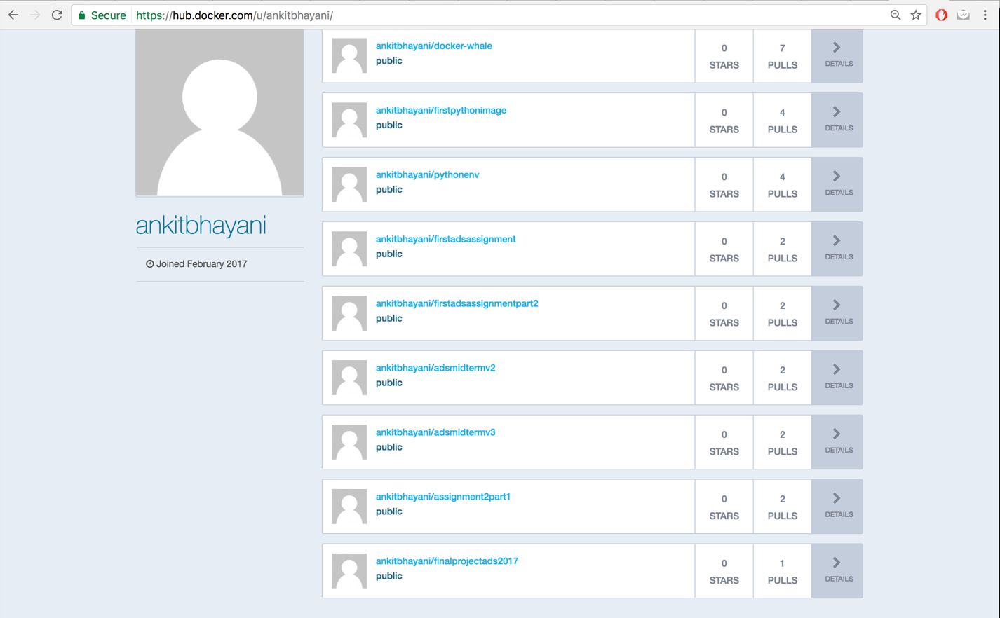 Secure https://hub.docker.com/u/ankitbhayani/
ankitbhayani/docker-whale
public
0
STARS
7
PULLS
DETAILS
ankitbhayani/firstpythonimage
public
0
STARS
4
PULLS
DETAILS
ankitbhayani/pythonenv
public
0
STARS
4
PULLS
DETAILS
ankitbhayani
Joined February 2017
ankitbhayani/firstadsassignment
public
0
STARS
2
PULLS
DETAILS
ankitbhayani/firstadsassignmentpart2
public
0
STARS
2
PULLS
DETAILS
ankitbhayani/adsmidtermv2
public
0
STARS
2
PULLS
DETAILS
ankitbhayani/adsmidtermv3
public
0
STARS
2
PULLS
DETAILS
ankitbhayani/assignment2part1
public
0
STARS
2
PULLS
DETAILS
ankitbhayani/finalprojectads2017
public
0
STARS
1
PULLS
DETAILS